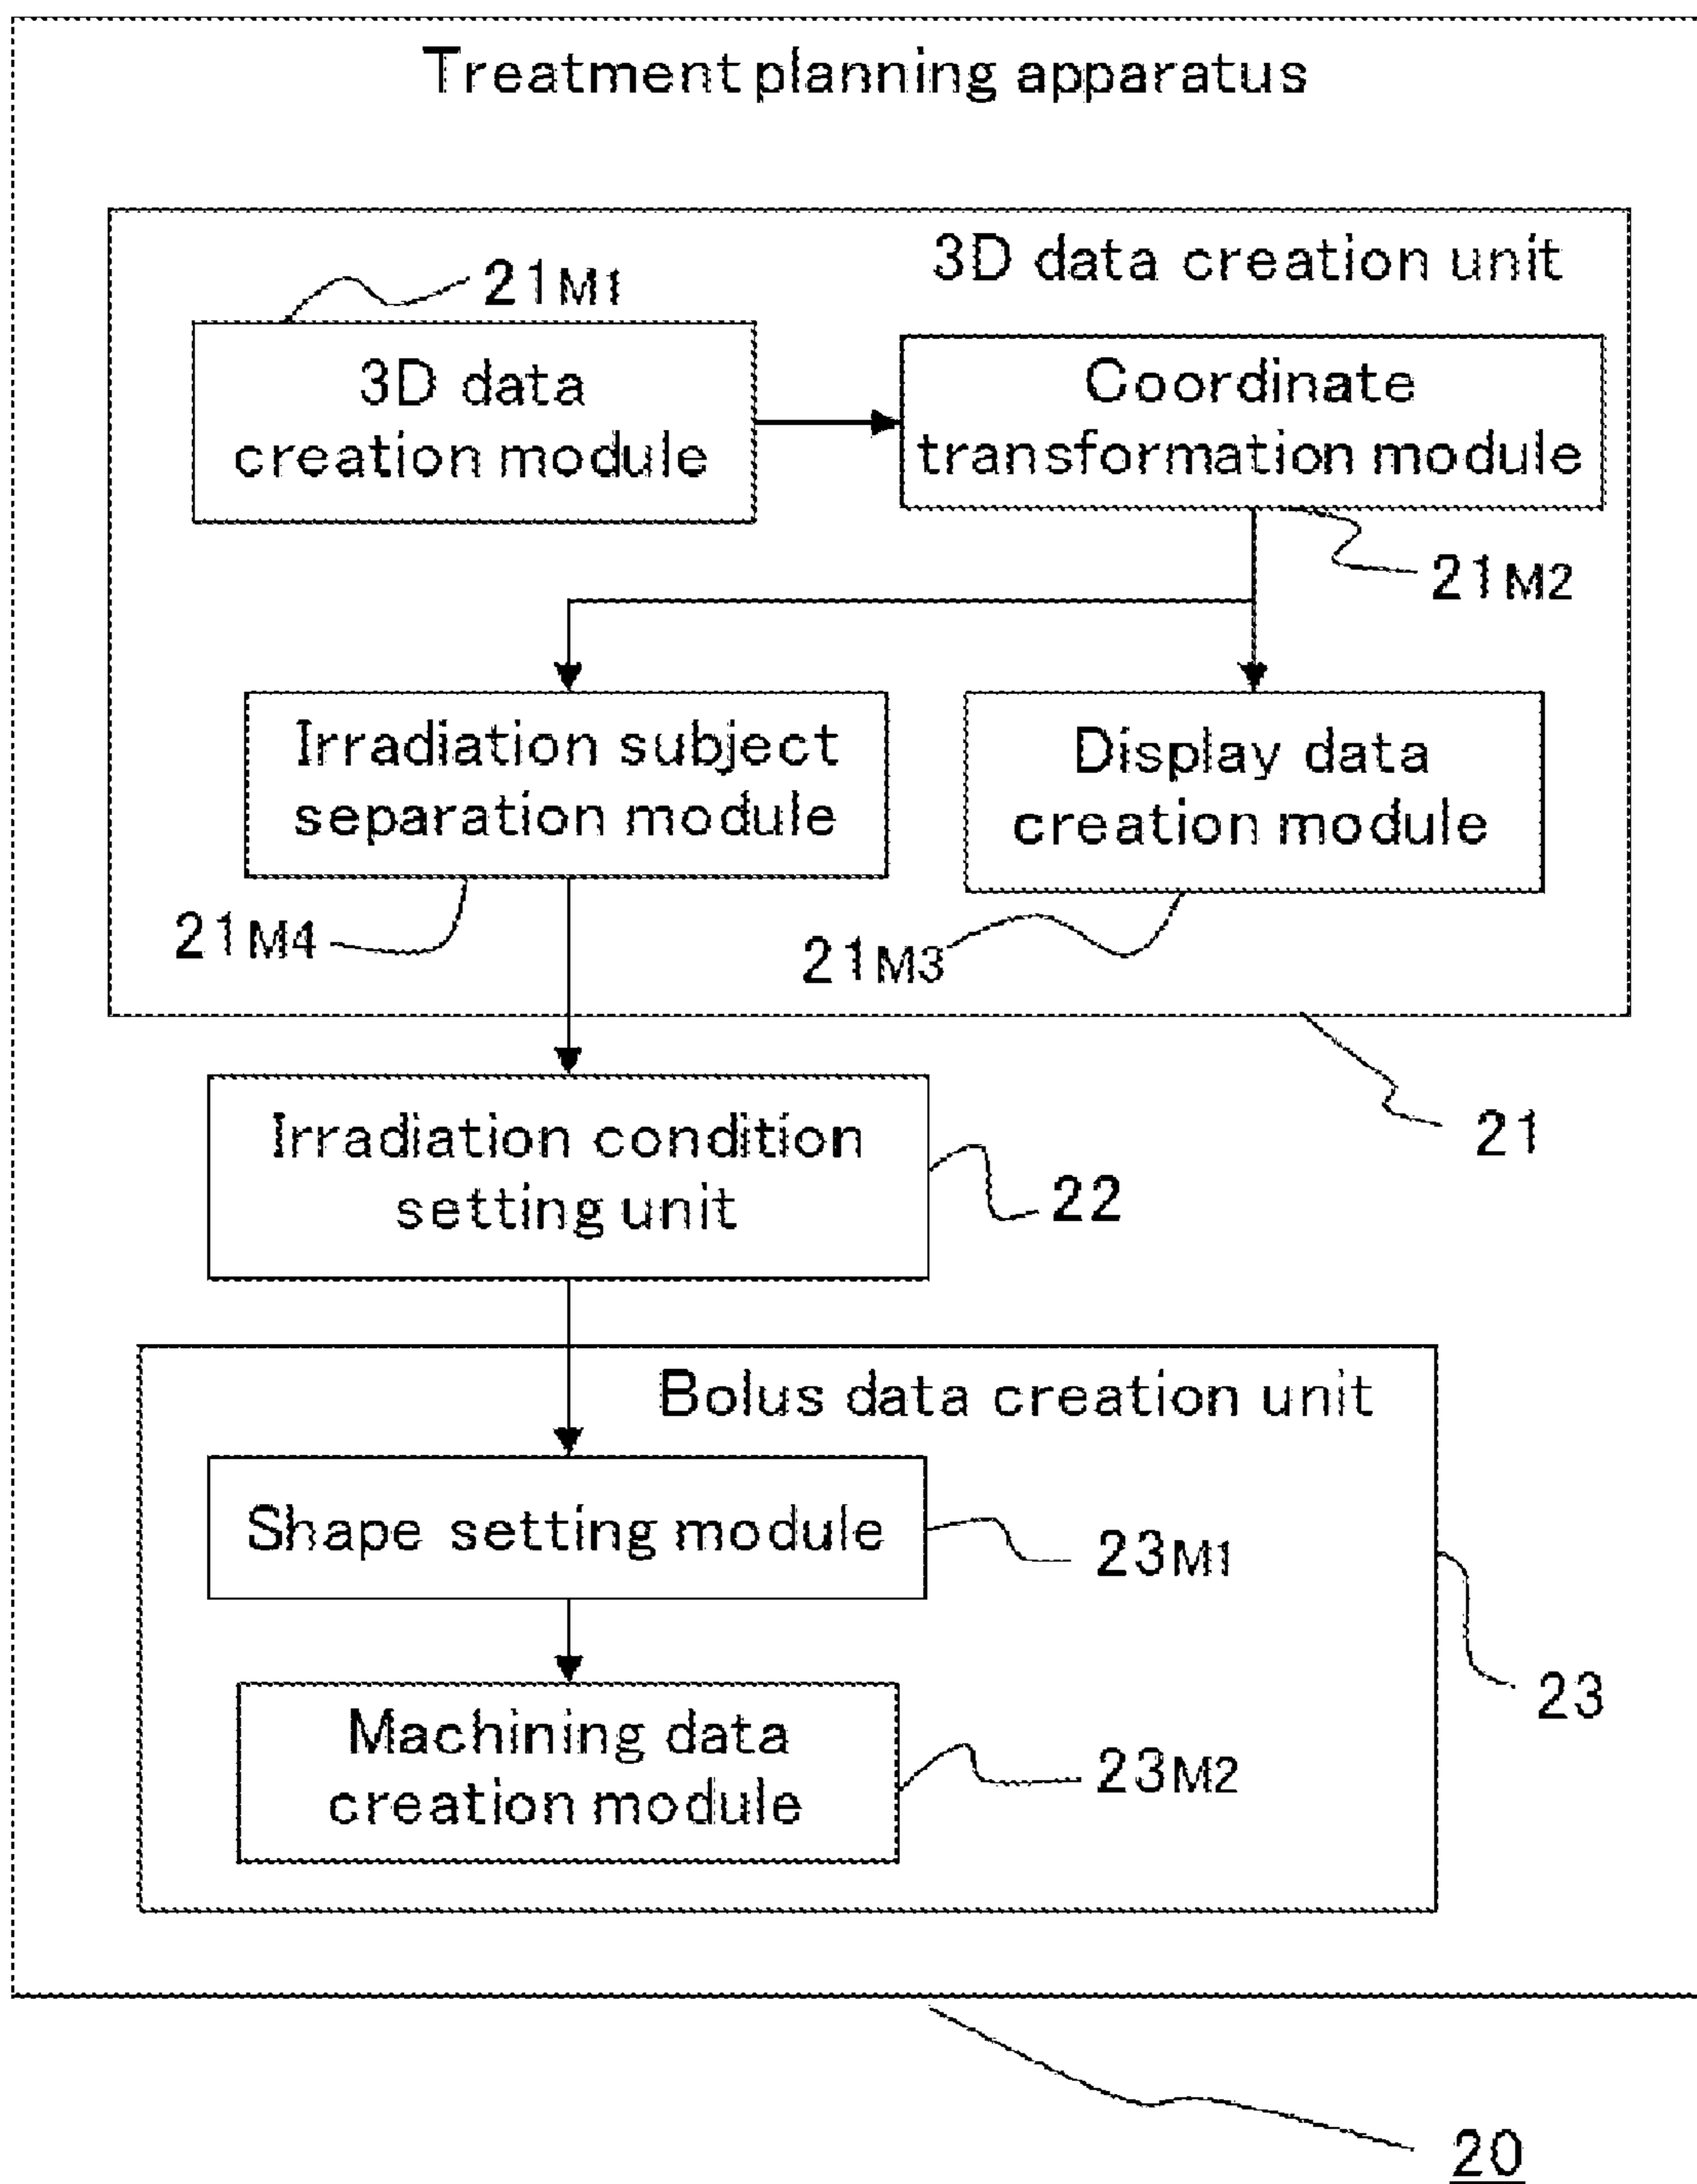 Treatment planning apparatus
3D data creation unit
21M1
3D data
creation module
Coordinate
transformation module
21M2
Irradiation subject
separation module
Display data
creation module
21M4
21M3
21
Irradiation condition
setting unit
22
Bolus data creation unit
Shape setting module
23M1
23
Machining data
creation module
23M2
20